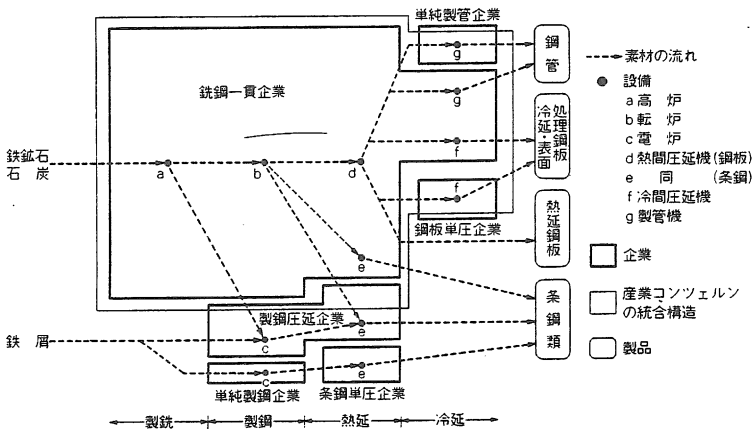 単純製管企業
g
鋼管
銑鋼一貫企業
g
f
冷延・表面
処理鋼板
鉄鉱石
石炭
a
b
d
f
鋼板単圧企業
熱延鋼板
e
製鋼圧延企業
条鋼類
鉄屑
c
e
c
e
単純製鋼企業
条鋼単圧企業
製銑
製鋼
熱延
冷延
素材の流れ
設備
a 高炉
b 転炉
c 電炉
d 熱間圧延機(鋼板)
e 同 (条鋼)
f 冷間圧延機
g 製管機
企業
産業コンツェルン
の統合構造
製品